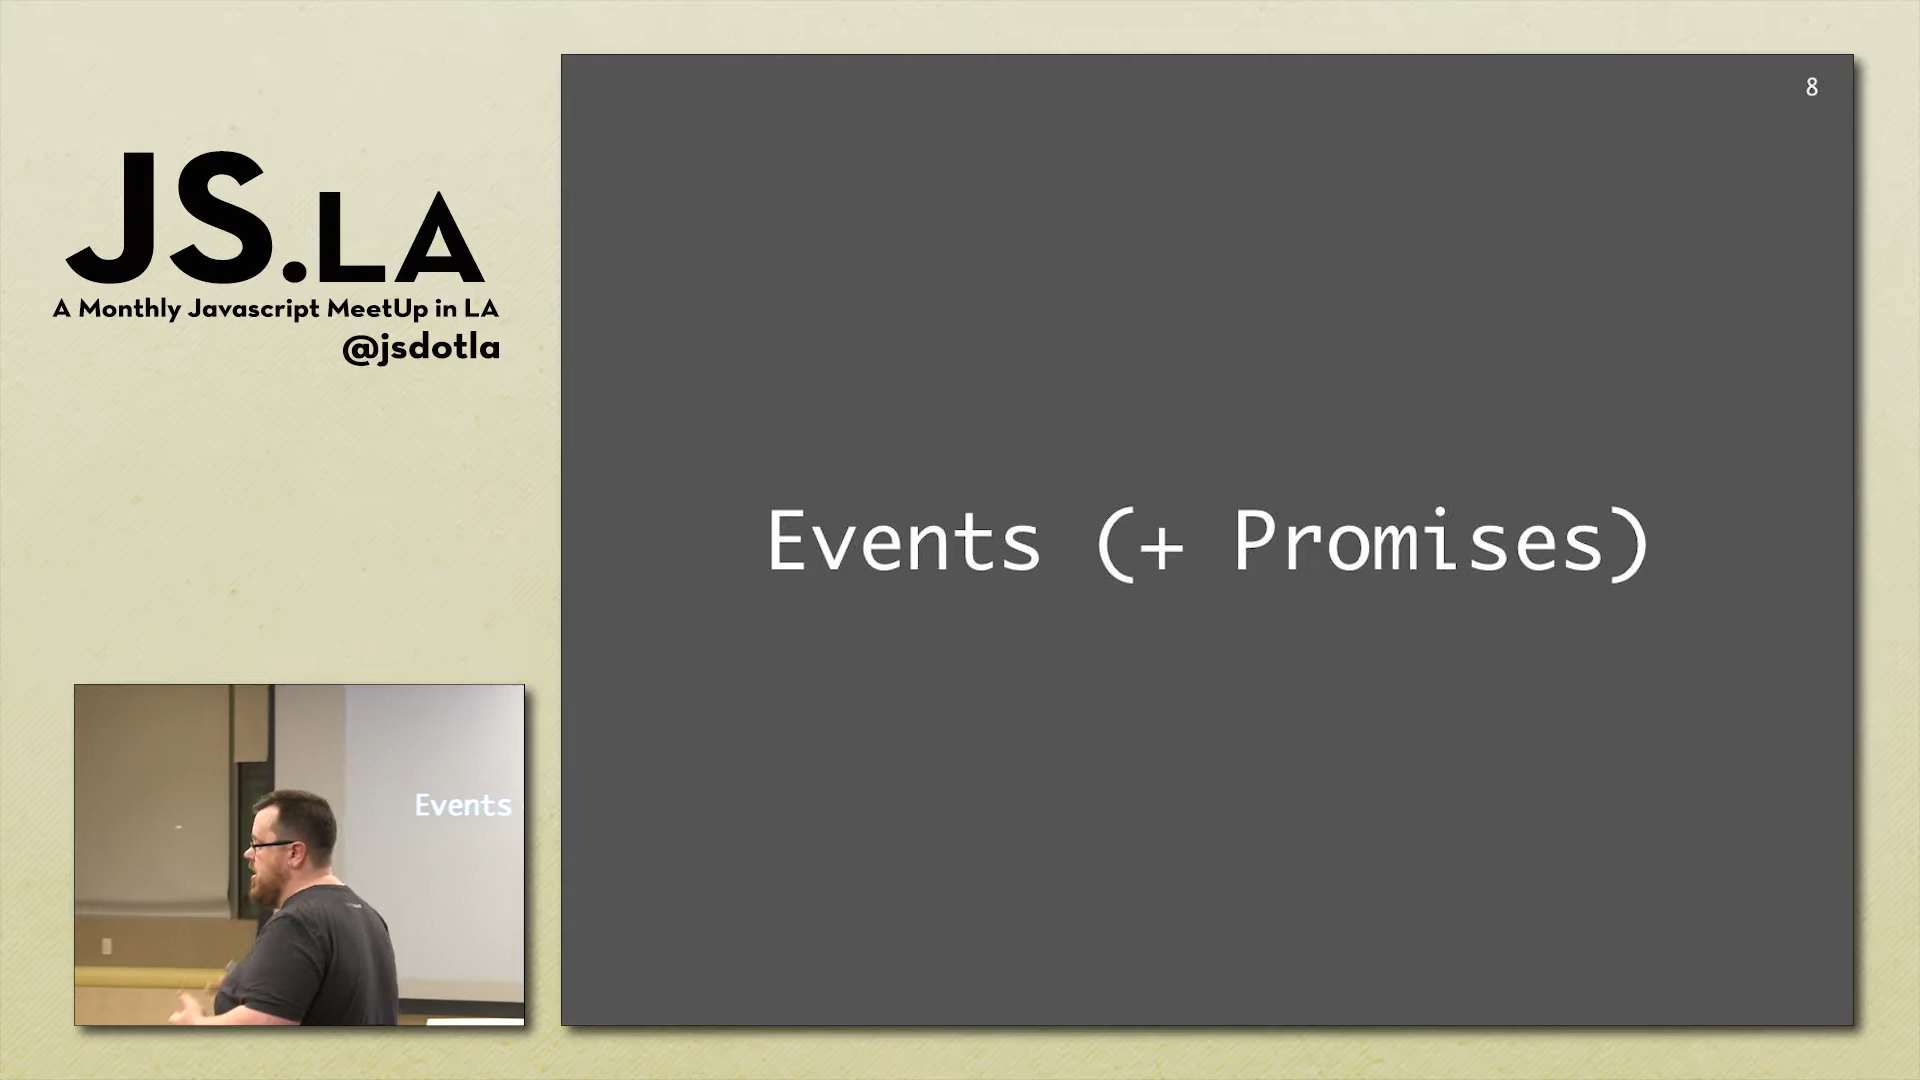 JS.LA
A Monthly Javascript MeetUp in LA
@jsdotla
8
Events (+ Promises)
Events